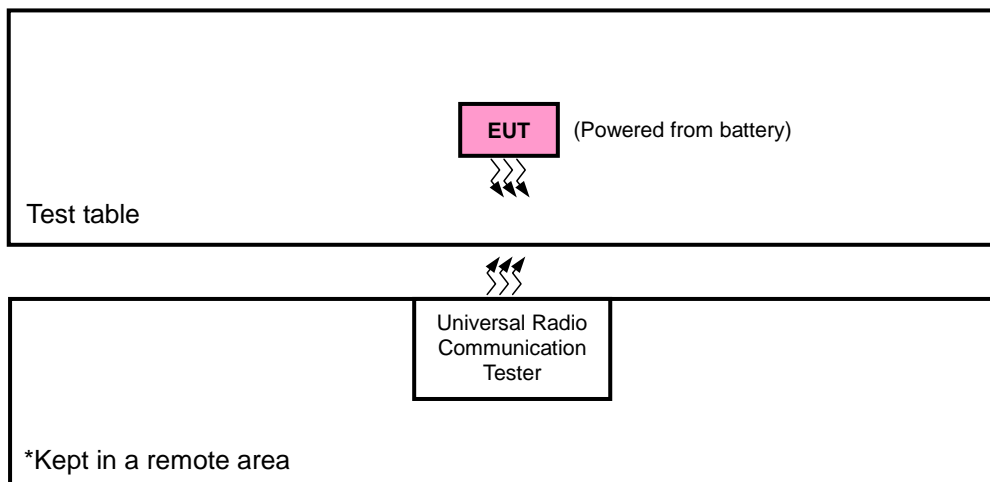 EUT
(Powered from battery)
Test table
Universal Radio
Communication
Tester
*Kept in a remote area